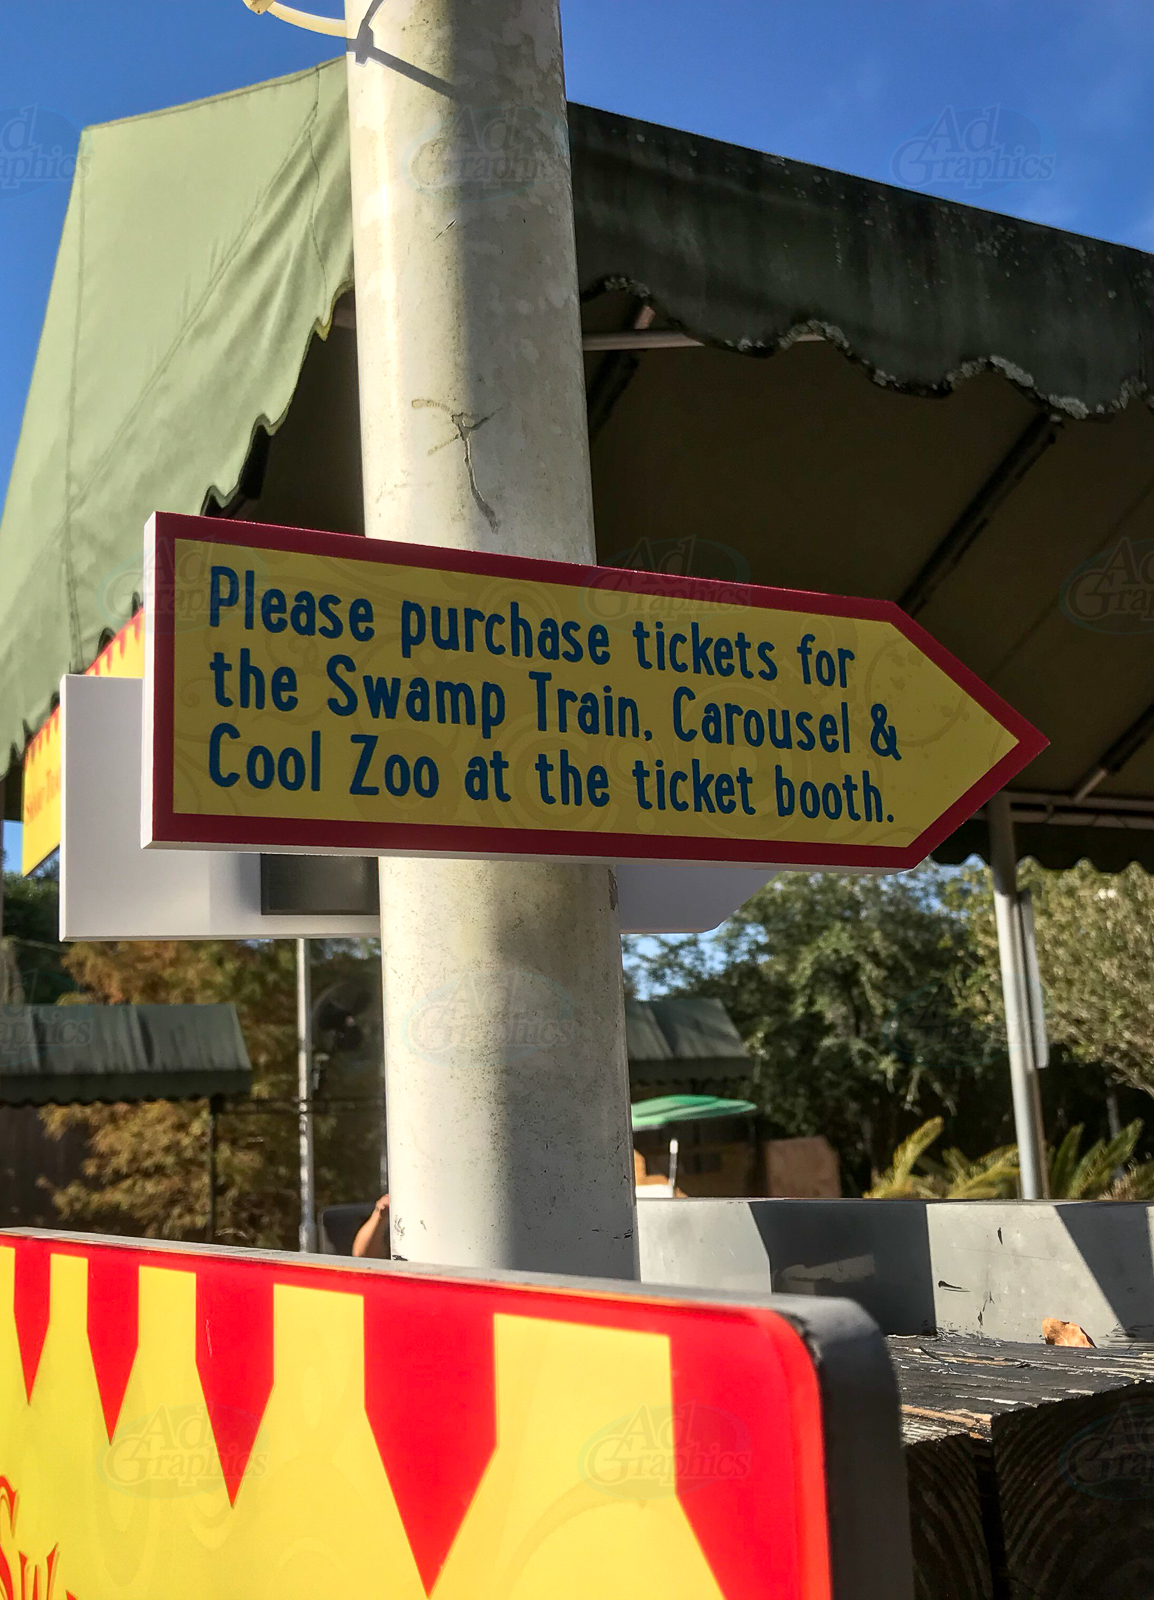 Please purchase tickets for
the Swamp Train, Carousel &
Cool Zoo at the ticket booth.
Ad
Graphics